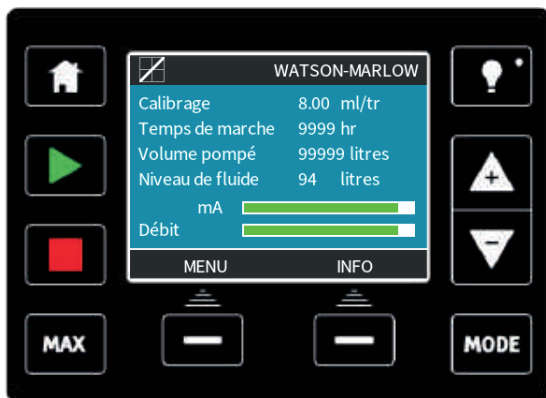 WATSON-MARLOW
Calibrage 8.00 ml/tr
Temps de marche 9999 hr
Volume pompé 99999 litres
Niveau de fluide 94 litres
mA
Débit
MENU INFO
+
-
MAX
MODE